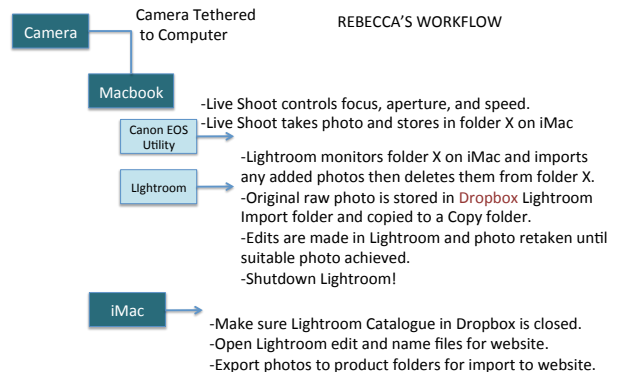 Camera Tethered
to Computer
REBECCA'S WORKFLOW
Camera
Macbook
-Live Shoot controls focus, aperture, and speed.
-Live Shoot takes photo and stores in folder X on iMac
Canon EOS
Utility
-Lightroom monitors folder X on iMac and imports
any added photos then deletes them from folder X.
-Original raw photo is stored in Dropbox Lightroom
Import folder and copied to a Copy folder.
-Edits are made in Lightroom and photo retaken until
suitable photo achieved.
-Shutdown Lightroom!
LIghtroom
iMac
-Make sure Lightroom Catalogue in Dropbox is closed.
-Open Lightroom edit and name files for website.
-Export photos to product folders for import to website.